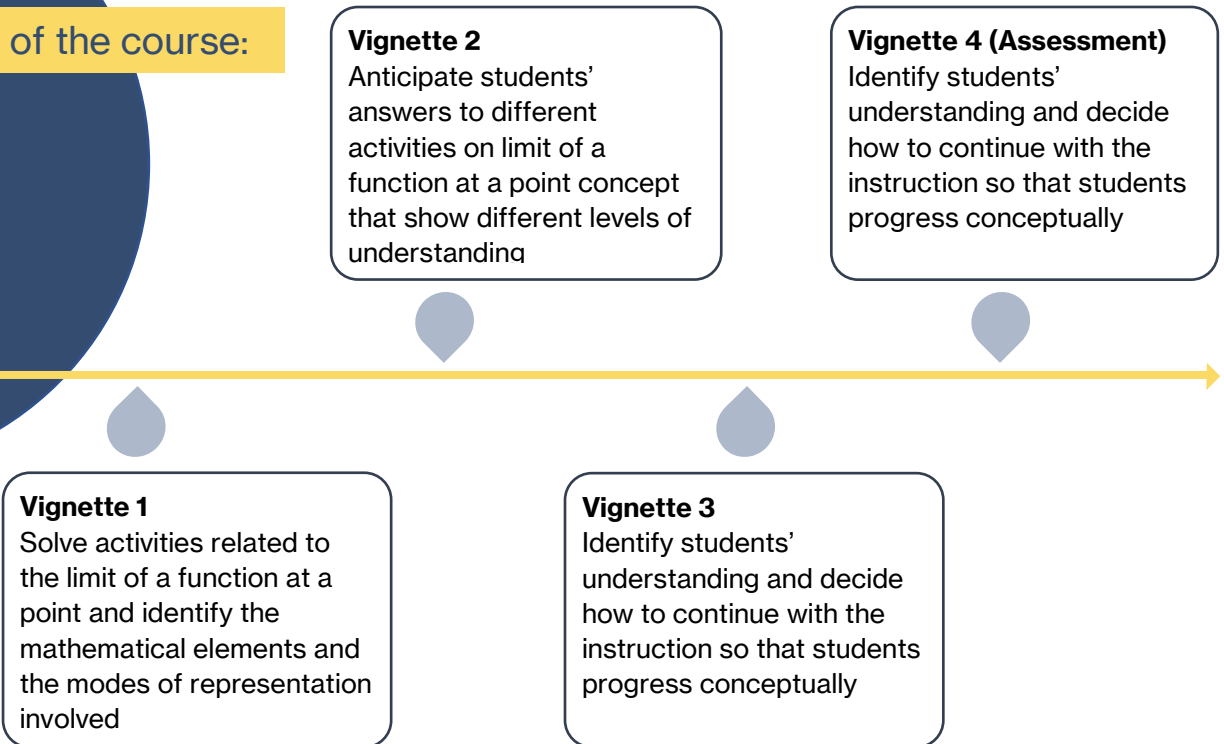 of the course:
Vignette 2
Anticipate students'
answers to different
activities on limit of a
function at a point concept
that show different levels of
understanding
Vignette 4 (Assessment)
Identify students'
understanding and decide
how to continue with the
instruction so that students
progress conceptually
Vignette 1
Solve activities related to
the limit of a function at a
point and identify the
mathematical elements and
the modes of representation
involved
Vignette 3
Identify students'
understanding and decide
how to continue with the
instruction so that students
progress conceptually